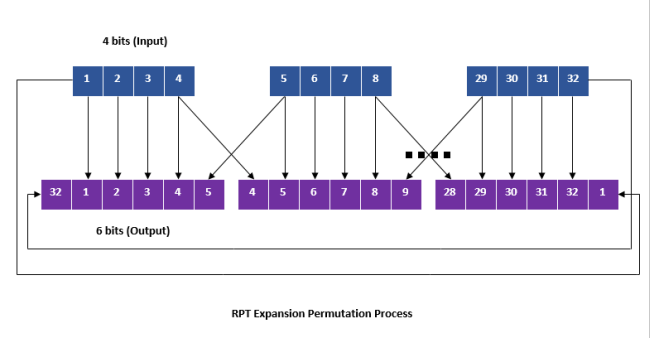 4 bits (Input)
1 2 3 4 5 6 7 8 29 30 31 32
32 1 2 3 4 5 4 5 6 7 8 9 28 29 30 31 32 1
6 bits (Output)
RPT Expansion Permutation Process